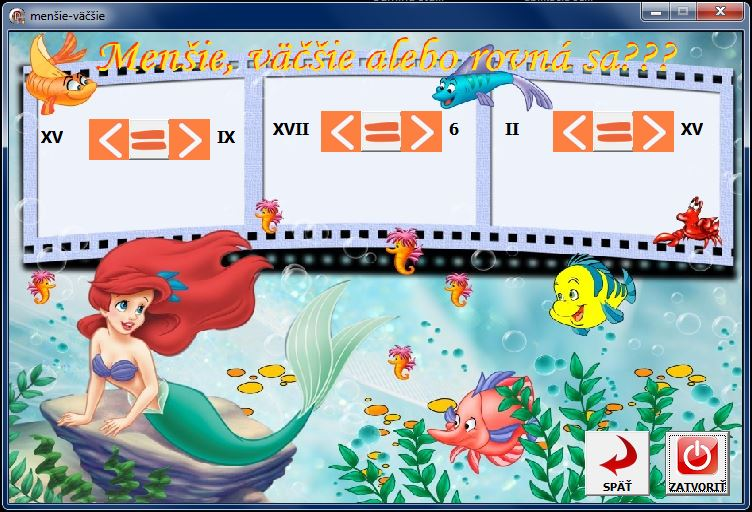 menšie-väčšie
Menšie, väčšie alebo rovná sa???
XV < = > IX
XVII < = > 6
II < = > XV
SPÄŤ
ZATVORIŤ